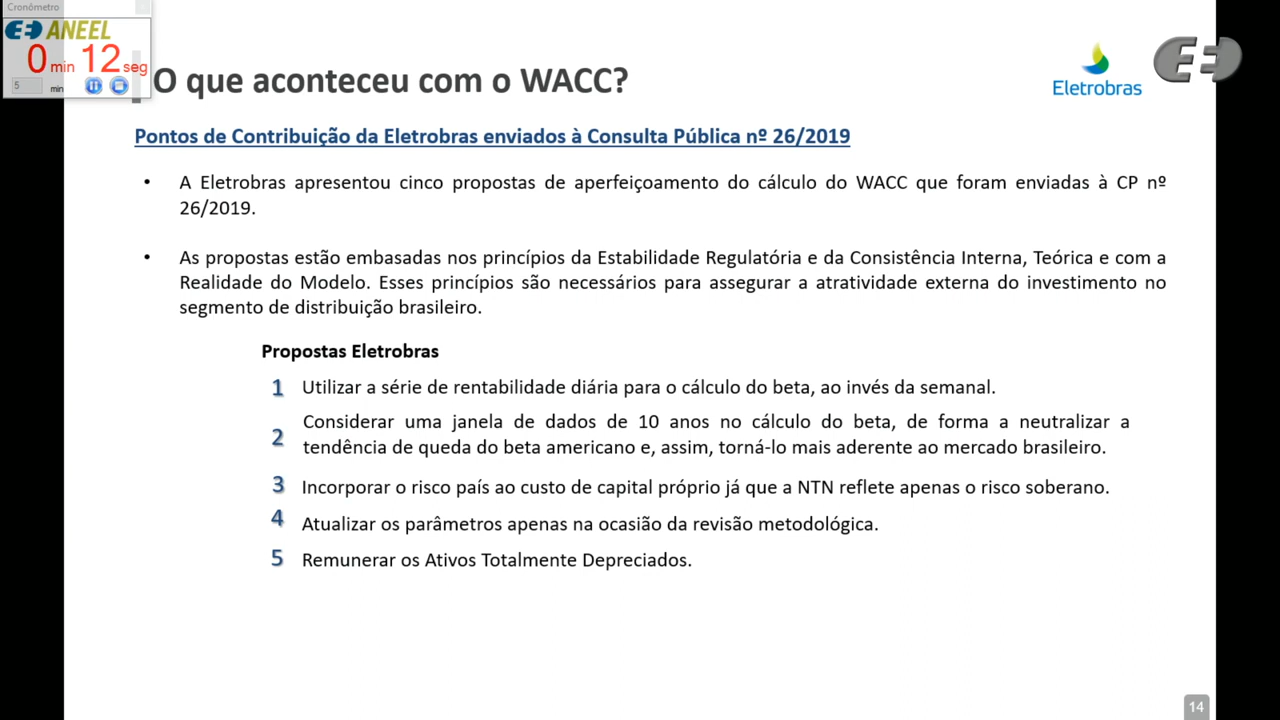 Cronômetro
ANEEL
0 min 12 seg
5 min
O que aconteceu com o WACC?
Eletrobras
Pontos de Contribuição da Eletrobras enviados à Consulta Pública nº 26/2019
• A Eletrobras apresentou cinco propostas de aperfeiçoamento do cálculo do WACC que foram enviadas à CP nº
26/2019.
• As propostas estão embasadas nos princípios da Estabilidade Regulatória e da Consistência Interna, Teórica e com a
Realidade do Modelo. Esses princípios são necessários para assegurar a atratividade externa do investimento no
segmento de distribuição brasileiro.
Propostas Eletrobras
1 Utilizar a série de rentabilidade diária para o cálculo do beta, ao invés da semanal.
2 Considerar uma janela de dados de 10 anos no cálculo do beta, de forma a neutralizar a
tendência de queda do beta americano e, assim, torná-lo mais aderente ao mercado brasileiro.
3 Incorporar o risco país ao custo de capital próprio já que a NTN reflete apenas o risco soberano.
4 Atualizar os parâmetros apenas na ocasião da revisão metodológica.
5 Remunerar os Ativos Totalmente Depreciados.
14